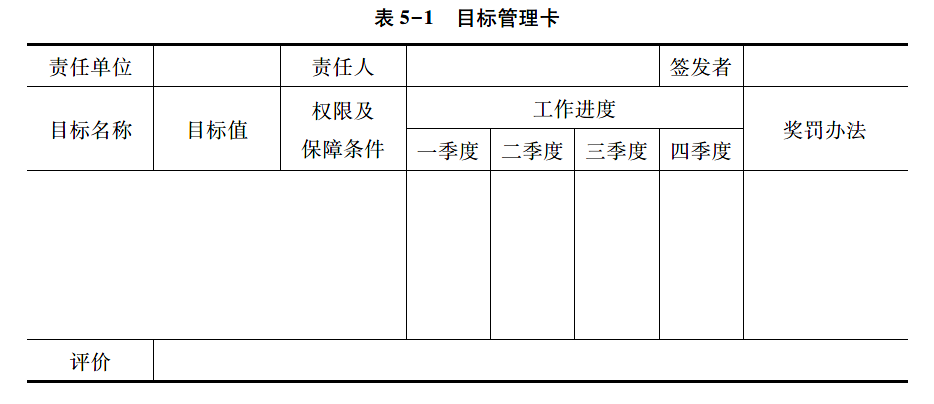 表 5-1 目标管理卡
责任单位 责任人 签发者
目标名称 目标值 权限及保障条件 工作进度 奖罚办法
一季度 二季度 三季度 四季度
评价